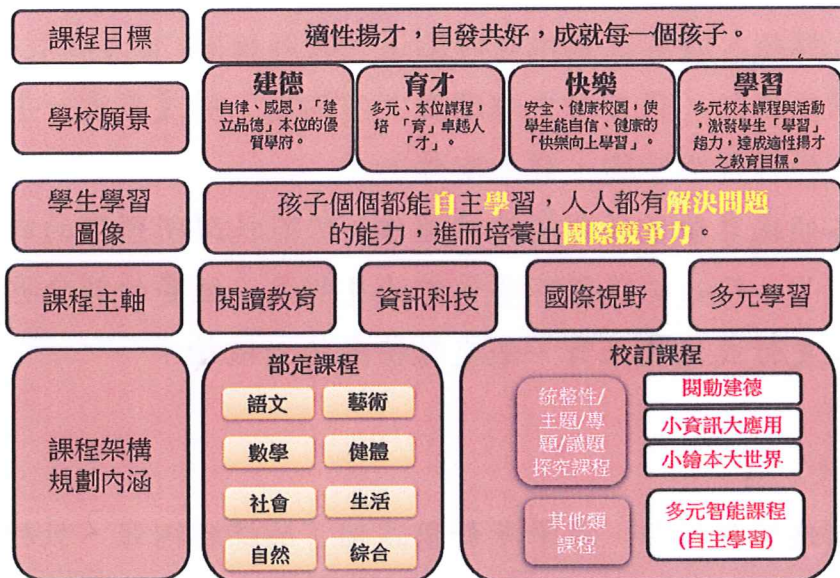 課程目標
適性揚才，自發共好，成就每一個孩子。
學校願景
建德
自律、感恩，「建
立品德」本位的優
質學府。
育才
多元、本位課程，
培 「育」卓越人
「才」。
快樂
安全、健康校園，使
學生能自信、健康的
「快樂向上學習」。
學習
多元校本課程與活動
，激發學生「學習」
趨力，達成適性揚才
之教育目標。
學生學習
圖像
孩子個個都能自主學習，人人都有解決問題
的能力，進而培養出國際競爭力。
課程主軸
閱讀教育
資訊科技
國際視野
多元學習
課程架構
規劃內涵
部定課程
語文
藝術
數學
健體
社會
生活
自然
綜合
校訂課程
統整性/
主題/專
題/議題
探究課程
閱動建德
小資訊大應用
小繪本大世界
其他類
課程
多元智能課程
(自主學習)